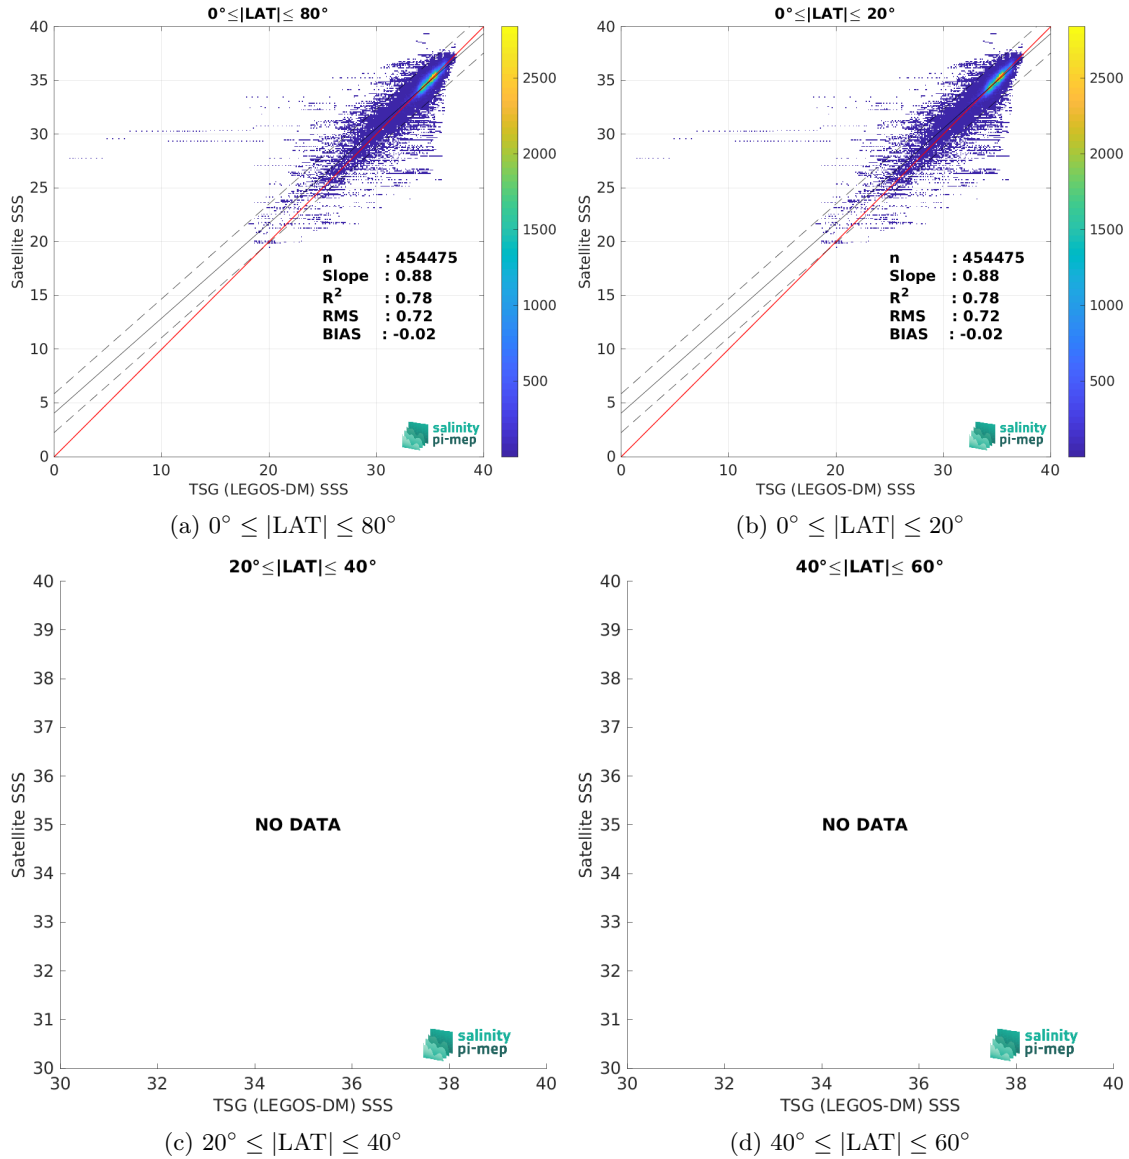 0°≤|LAT|≤ 80°
Satellite SSS
40
35
30
25
20
15
10
5
0
0 10 20 30 40
TSG (LEGOS-DM) SSS
n : 454475
Slope : 0.88
R² : 0.78
RMS : 0.72
BIAS : -0.02
salinity
pi-mep
2500
2000
1500
1000
500
(a) 0° ≤ |LAT| ≤ 80°
0°≤|LAT|≤ 20°
Satellite SSS
40
35
30
25
20
15
10
5
0
0 10 20 30 40
TSG (LEGOS-DM) SSS
n : 454475
Slope : 0.88
R² : 0.78
RMS : 0.72
BIAS : -0.02
salinity
pi-mep
2500
2000
1500
1000
500
(b) 0° ≤ |LAT| ≤ 20°
20°≤|LAT|≤ 40°
Satellite SSS
40
39
38
37
36
35
34
33
32
31
30
NO DATA
salinity
pi-mep
30 32 34 36 38 40
TSG (LEGOS-DM) SSS
(c) 20° ≤ |LAT| ≤ 40°
40°≤|LAT|≤ 60°
Satellite SSS
40
39
38
37
36
35
34
33
32
31
30
NO DATA
salinity
pi-mep
30 32 34 36 38 40
TSG (LEGOS-DM) SSS
(d) 40° ≤ |LAT| ≤ 60°